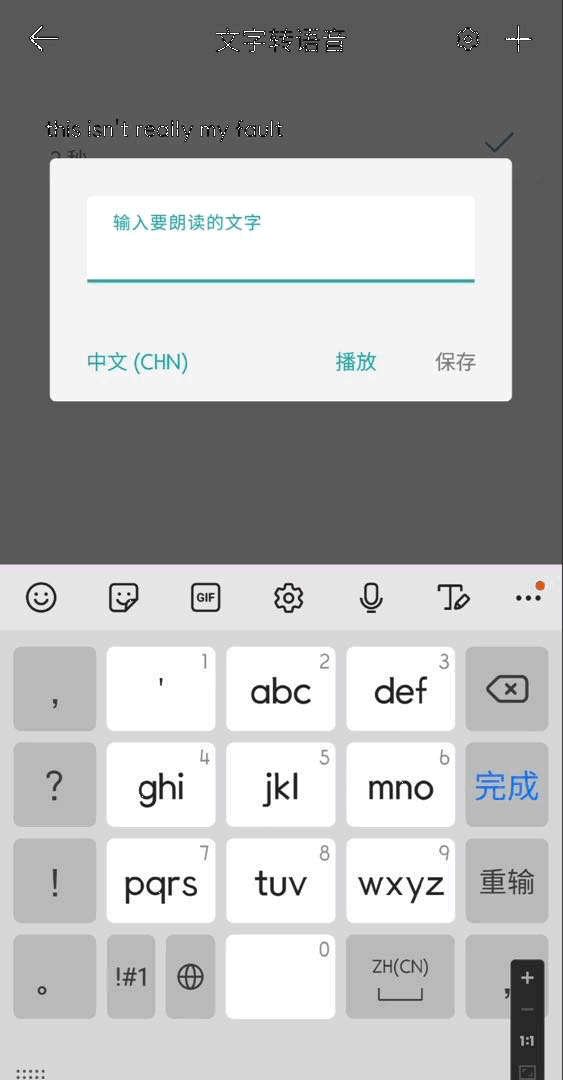 文字转语音
this isn't really my fault
2 秒
输入要朗读的文字
中文 (CHN)
播放
保存
GIF
, ' 1 abc 2 def 3
? ghi 4 jkl 5 mno 6 完成
! pqrs 7 tuv 8 wxyz 9 重输
。 !#1 0 ZH(CN) ,
1:1